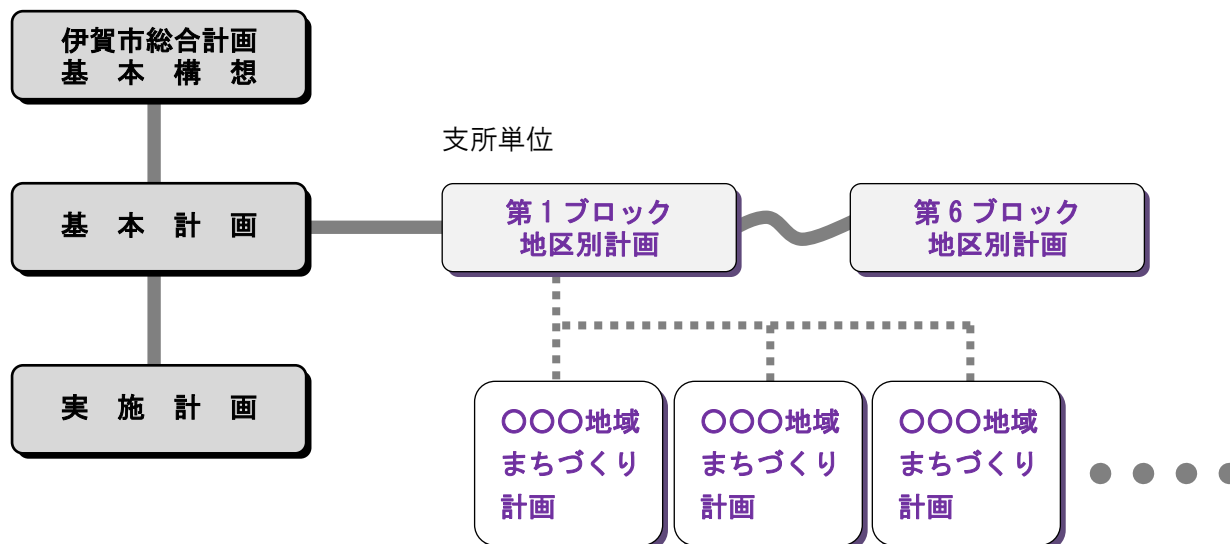 伊賀市総合計画
基本構想
支所単位
基本計画
第1ブロック
地区別計画
第6ブロック
地区別計画
実施計画
〇〇〇地域
まちづくり
計画
〇〇〇地域
まちづくり
計画
〇〇〇地域
まちづくり
計画